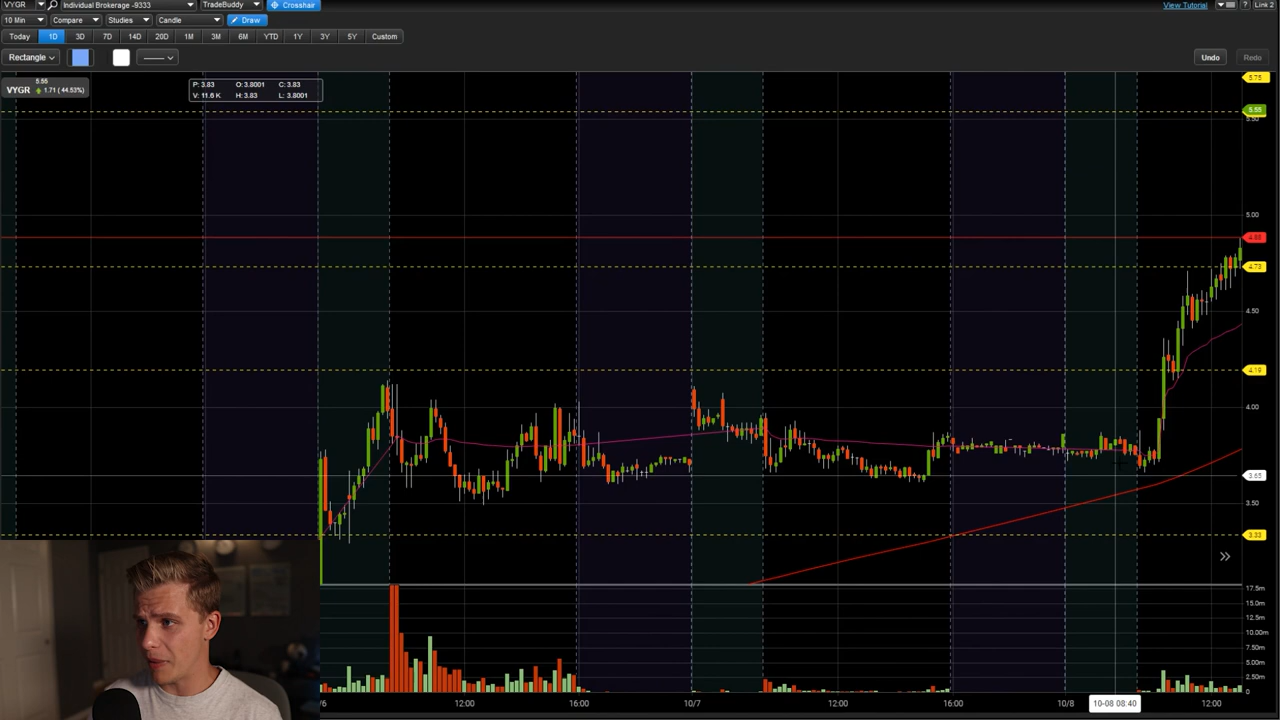 VYGR Individual Brokerage -9333 TradeBuddy Crosshair View Tutorial ? Link 2
10 Min Compare Studies Candle Draw
Today 1D 3D 7D 14D 20D 1M 3M 6M YTD 1Y 3Y 5Y Custom
Rectangle Undo Redo
5.55
VYGR 1.71 (44.53%)
P: 3.83 O: 3.8001 C: 3.83
V: 11.6 K H: 3.83 L: 3.8001
5.75
5.55
5.50
5.00
4.88
4.73
4.50
4.19
4.00
3.65
3.50
3.33
17.5m
15.0m
12.5m
10.00m
7.50m
5.00m
2.50m
0
/6 12:00 16:00 10/7 12:00 16:00 10/8 10-08 08:40 12:00